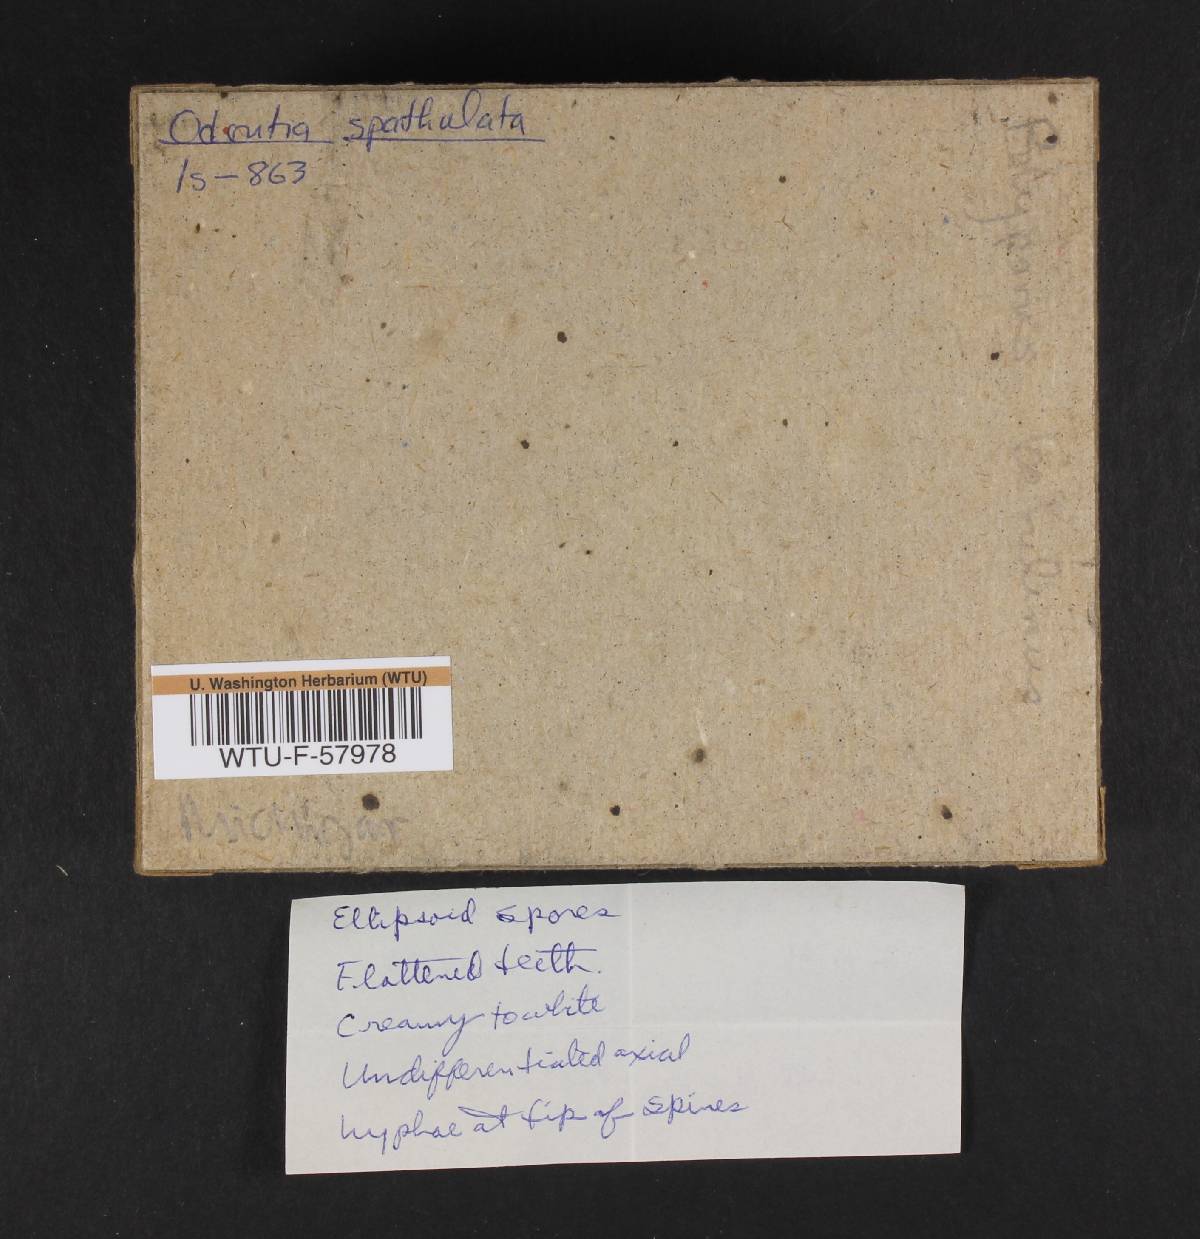 Odontia spathulata
Is-863
U. Washington Herbarium (WTU)
WTU-F-57978
Michigan
Ellipsoid spores
Flattened teeth.
Creamy to white
Undifferentiated axial
hyphae at tip of spines